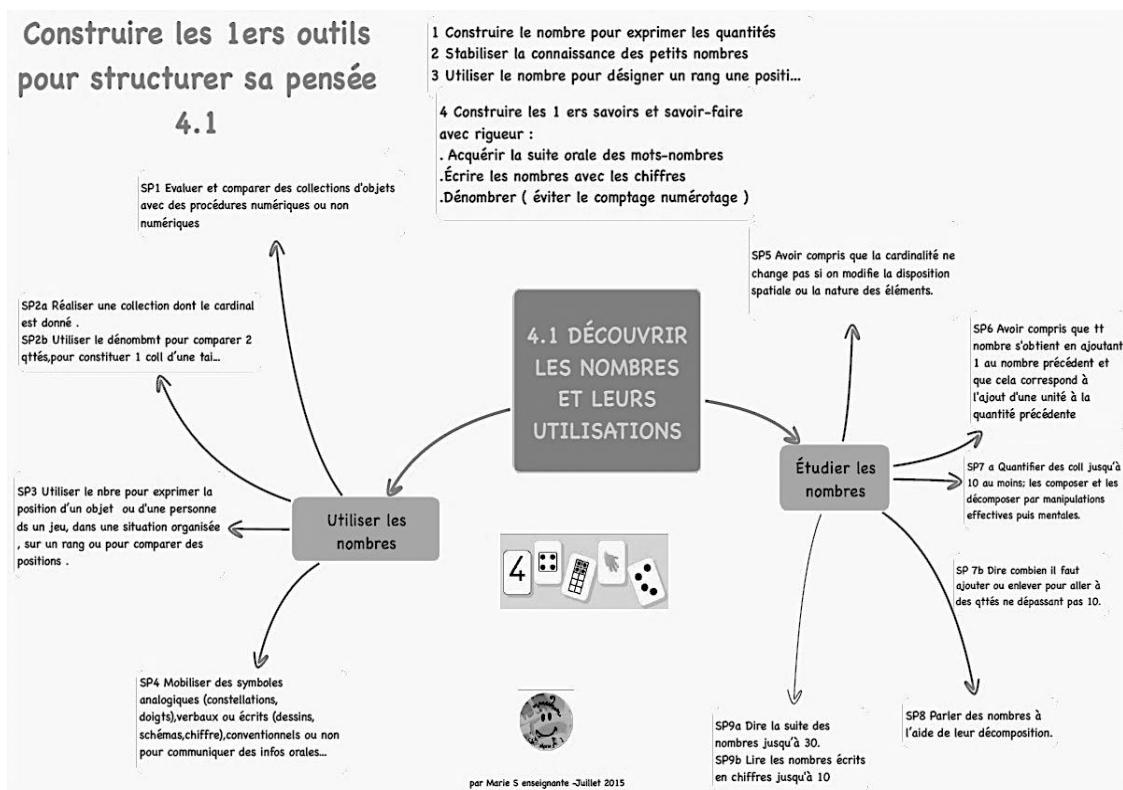 Construire les 1ers outils
pour structurer sa pensée
4.1
1 Construire le nombre pour exprimer les quantités
2 Stabiliser la connaissance des petits nombres
3 Utiliser le nombre pour désigner un rang une positi...
4 Construire les 1 ers savoirs et savoir-faire
avec rigueur :
. Acquérir la suite orale des mots-nombres
.Écrire les nombres avec les chiffres
.Dénombrer ( éviter le comptage numérotage )
SP1 Evaluer et comparer des collections d'objets
avec des procédures numériques ou non
numériques
SP2a Réaliser une collection dont le cardinal
est donné .
SP2b Utiliser le dénombmt pour comparer 2
qttés,pour constituer 1 coll d'une tai...
SP3 Utiliser le nbre pour exprimer la
position d'un objet ou d'une personne
ds un jeu, dans une situation organisée
, sur un rang ou pour comparer des
positions .
SP4 Mobiliser des symboles
analogiques (constellations,
doigts),verbaux ou écrits (dessins,
schémas,chiffre),conventionnels ou non
pour communiquer des infos orales...
Utiliser les
nombres
4.1 DÉCOUVRIR
LES NOMBRES
ET LEURS
UTILISATIONS
4
Étudier les
nombres
SP5 Avoir compris que la cardinalité ne
change pas si on modifie la disposition
spatiale ou la nature des éléments.
SP6 Avoir compris que tt
nombre s'obtient en ajoutant
1 au nombre précédent et
que cela correspond à
l'ajout d'une unité à la
quantité précédente
SP7 a Quantifier des coll jusqu'à
10 au moins; les composer et les
décomposer par manipulations
effectives puis mentales.
SP 7b Dire combien il faut
ajouter ou enlever pour aller à
des qttés ne dépassant pas 10.
SP8 Parler des nombres à
l'aide de leur décomposition.
SP9a Dire la suite des
nombres jusqu'à 30.
SP9b Lire les nombres écrits
en chiffres jusqu'à 10
par Marie S enseignante -Juillet 2015